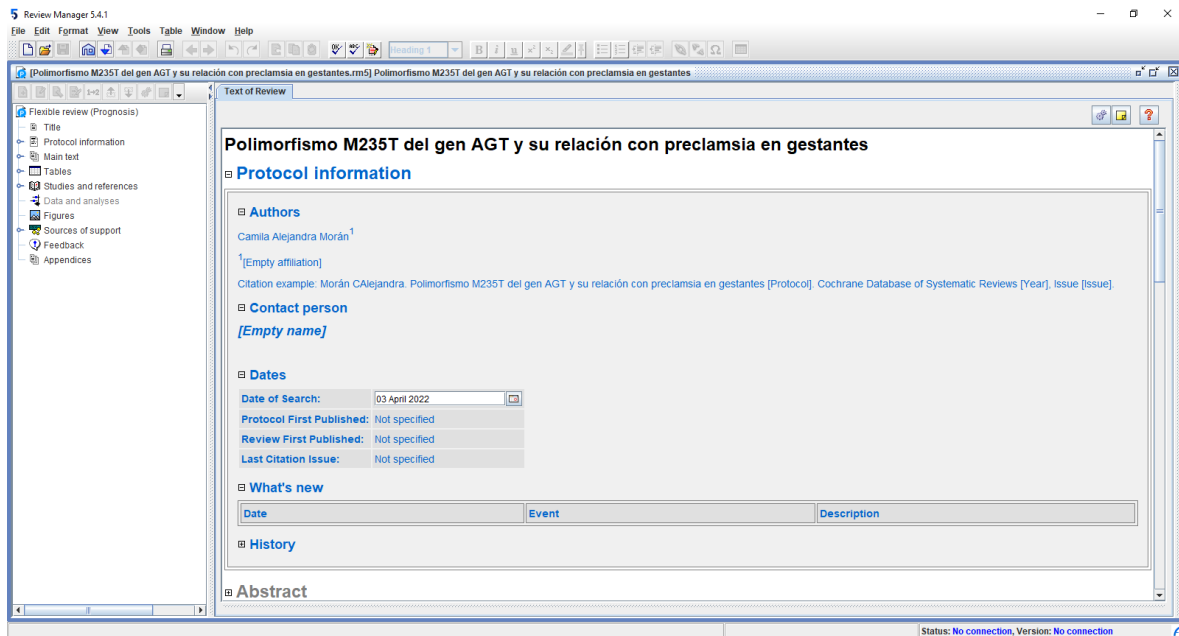 Review Manager 5.4.1
File Edit Format View Tools Table Window Help
Heading 1
[Polimorfismo M235T del gen AGT y su relación con preclamsia en gestantes.rm5] Polimorfismo M235T del gen AGT y su relación con preclamsia en gestantes
Text of Review
Flexible review (Prognosis)
Title
Protocol information
Main text
Tables
Studies and references
Data and analyses
Figures
Sources of support
Feedback
Appendices
Polimorfismo M235T del gen AGT y su relación con preclamsia en gestantes
Protocol information
Authors
Camila Alejandra Morán1
1[Empty affiliation]
Citation example: Morán CAlejandra. Polimorfismo M235T del gen AGT y su relación con preclamsia en gestantes [Protocol]. Cochrane Database of Systematic Reviews [Year], Issue [Issue].
Contact person
[Empty name]
Dates
Date of Search: 03 April 2022
Protocol First Published: Not specified
Review First Published: Not specified
Last Citation Issue: Not specified
What's new
Date Event Description
History
Abstract
Status: No connection, Version: No connection